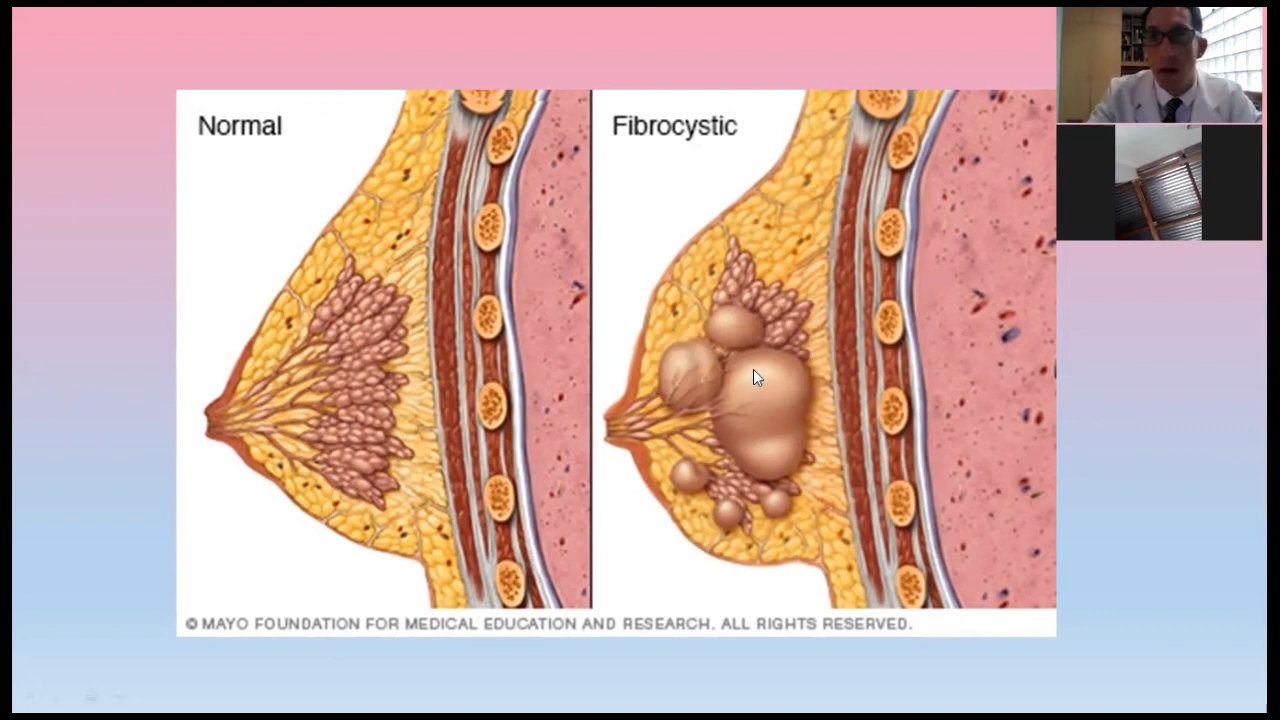 Normal
Fibrocystic
© MAYO FOUNDATION FOR MEDICAL EDUCATION AND RESEARCH. ALL RIGHTS RESERVED.